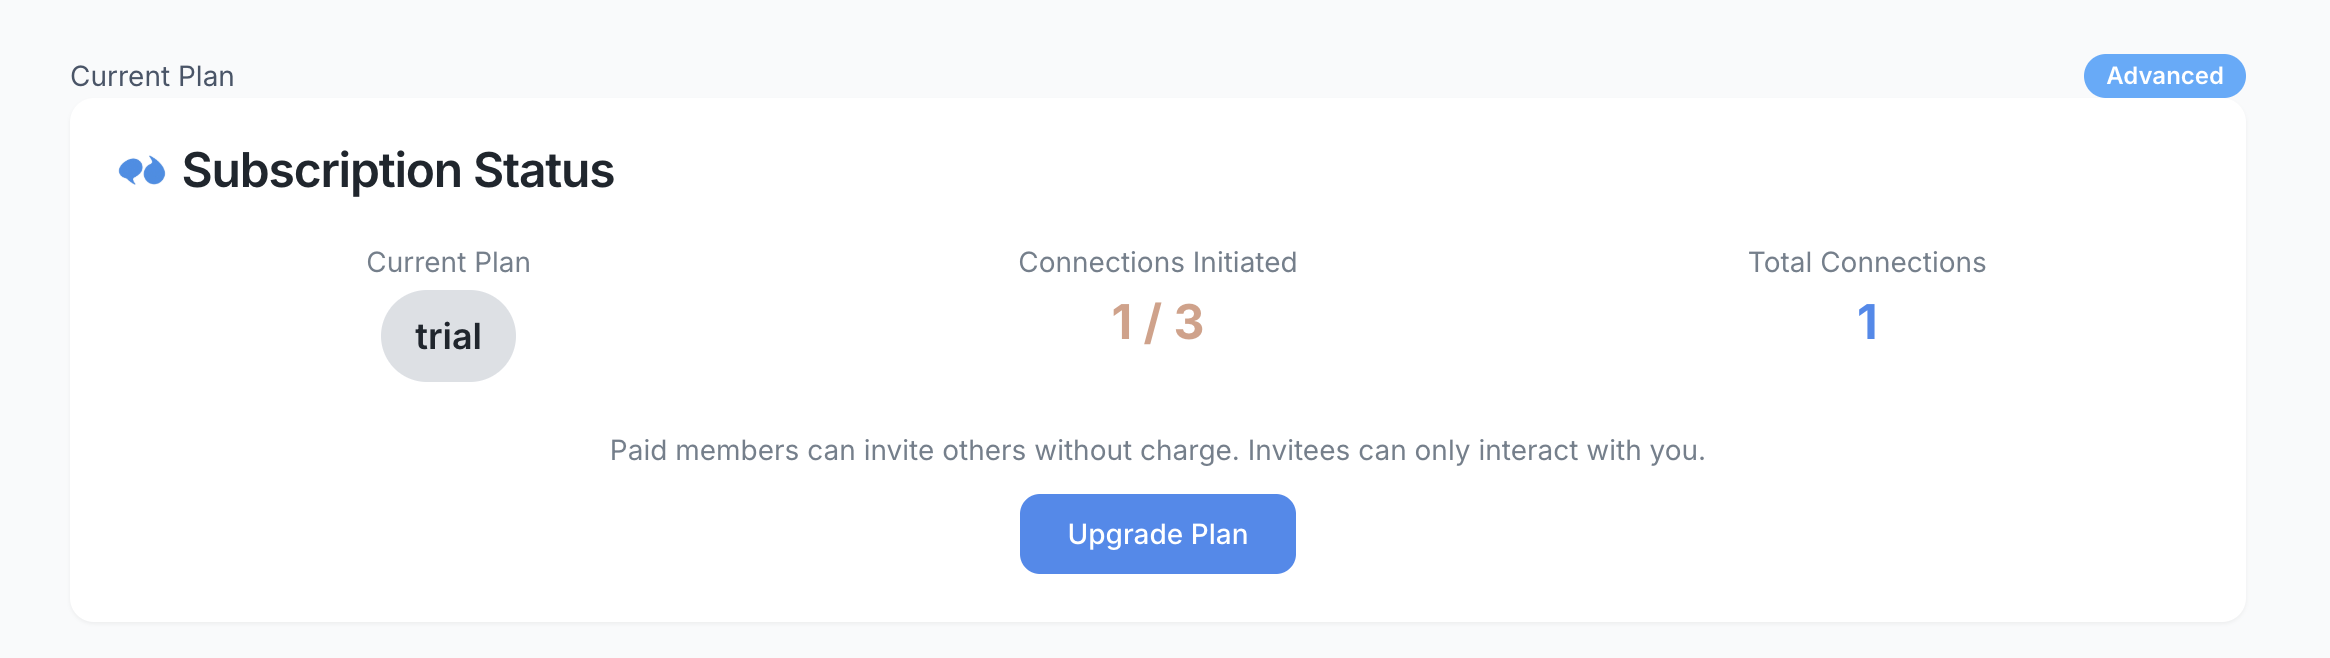 Current Plan
Advanced
Subscription Status
Current Plan
Connections Initiated
Total Connections
trial
1 / 3
1
Paid members can invite others without charge. Invitees can only interact with you.
Upgrade Plan